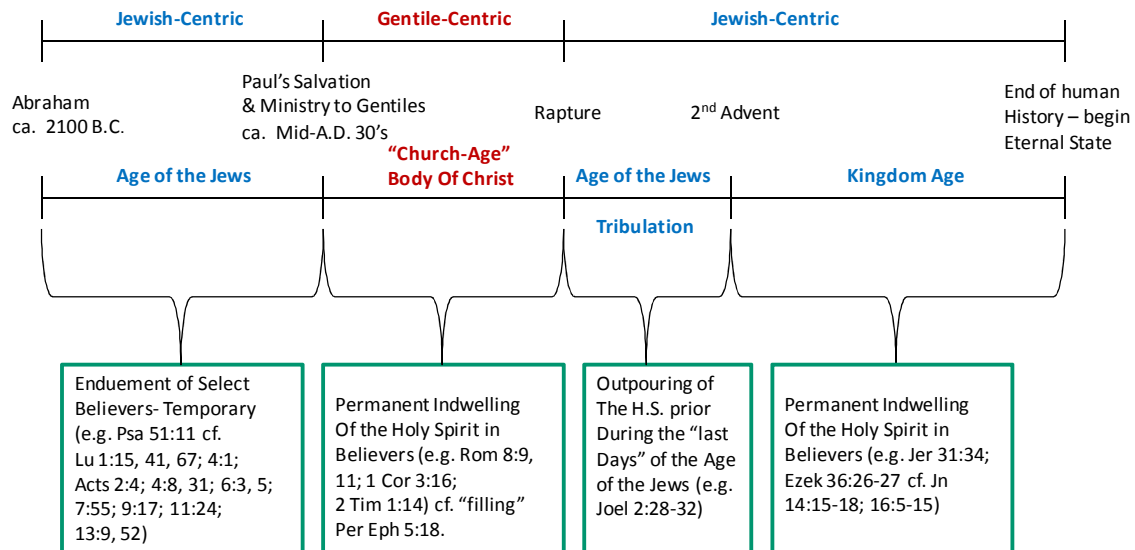 Jewish-Centric
Gentile-Centric
Jewish-Centric
Abraham
ca. 2100 B.C.
Paul’s Salvation
& Ministry to Gentiles
ca. Mid-A.D. 30’s
Rapture
2nd Advent
End of human
History – begin
Eternal State
Age of the Jews
“Church-Age”
Body Of Christ
Age of the Jews
Kingdom Age
Tribulation
Enduement of Select
Believers- Temporary
(e.g. Psa 51:11 cf.
Lu 1:15, 41, 67; 4:1;
Acts 2:4; 4:8, 31; 6:3, 5;
7:55; 9:17; 11:24;
13:9, 52)
Permanent Indwelling
Of the Holy Spirit in
Believers (e.g. Rom 8:9,
11; 1 Cor 3:16;
2 Tim 1:14) cf. “filling”
Per Eph 5:18.
Outpouring of
The H.S. prior
During the “last
Days” of the Age
of the Jews (e.g.
Joel 2:28-32)
Permanent Indwelling
Of the Holy Spirit in
Believers (e.g. Jer 31:34;
Ezek 36:26-27 cf. Jn
14:15-18; 16:5-15)